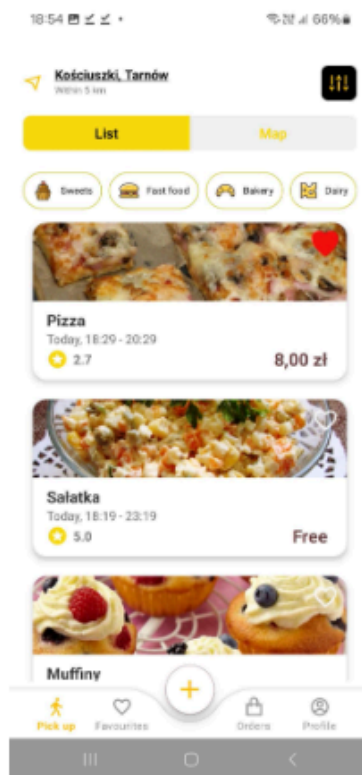 18:54
66%
Kościuszki, Tarnów
Within 5 km
List
Map
Sweets
Fast food
Bakery
Dairy
Pizza
Today, 18:29 - 20:29
2.7
8,00 zł
Sałatka
Today, 18:19 - 23:19
5.0
Free
Muffiny
+
Pick up
Favourites
Orders
Profile